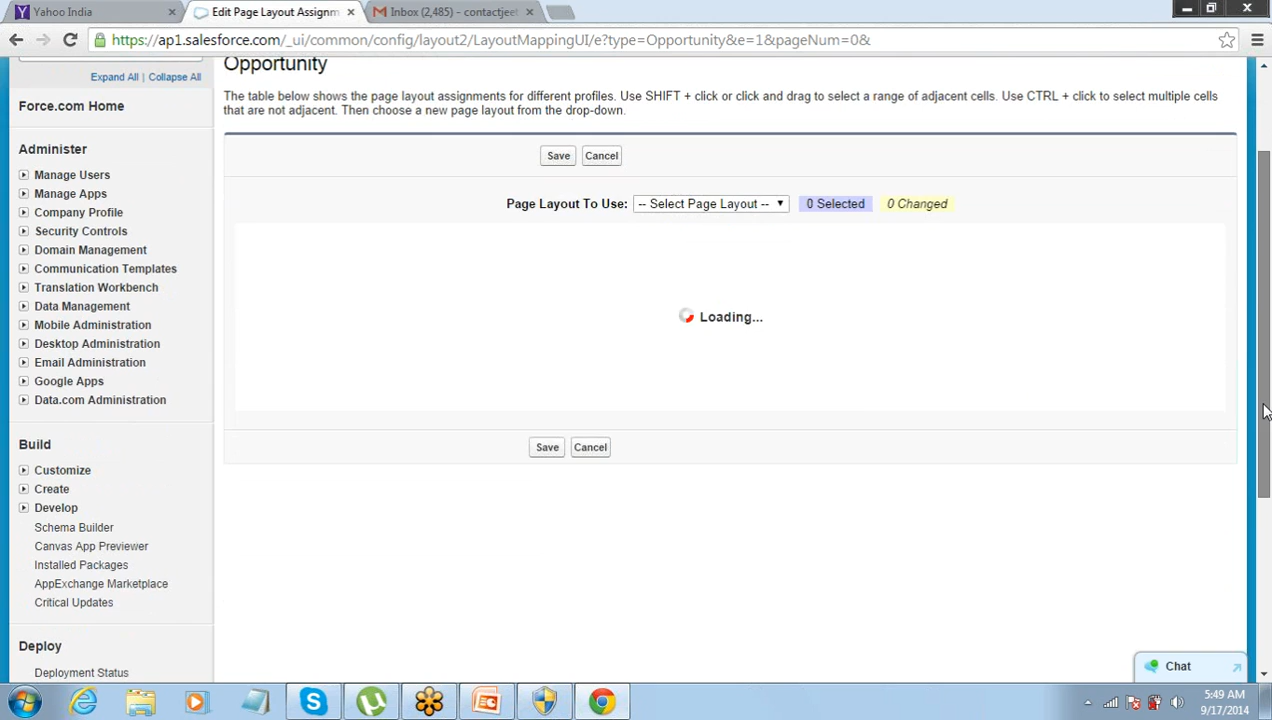 Yahoo India
Edit Page Layout Assignm
Inbox (2,485) - contactjeet
https://ap1.salesforce.com/_ui/common/config/layout2/LayoutMappingUI/e?type=Opportunity&e=1&pageNum=0&
Expand All | Collapse All
Force.com Home
Administer
Manage Users
Manage Apps
Company Profile
Security Controls
Domain Management
Communication Templates
Translation Workbench
Data Management
Mobile Administration
Desktop Administration
Email Administration
Google Apps
Data.com Administration
Build
Customize
Create
Develop
Schema Builder
Canvas App Previewer
Installed Packages
AppExchange Marketplace
Critical Updates
Deploy
Deployment Status
Opportunity
The table below shows the page layout assignments for different profiles. Use SHIFT + click or click and drag to select a range of adjacent cells. Use CTRL + click to select multiple cells
that are not adjacent. Then choose a new page layout from the drop-down.
Save Cancel
Page Layout To Use: -- Select Page Layout -- 0 Selected 0 Changed
Loading...
Save Cancel
Chat
5:49 AM
9/17/2014